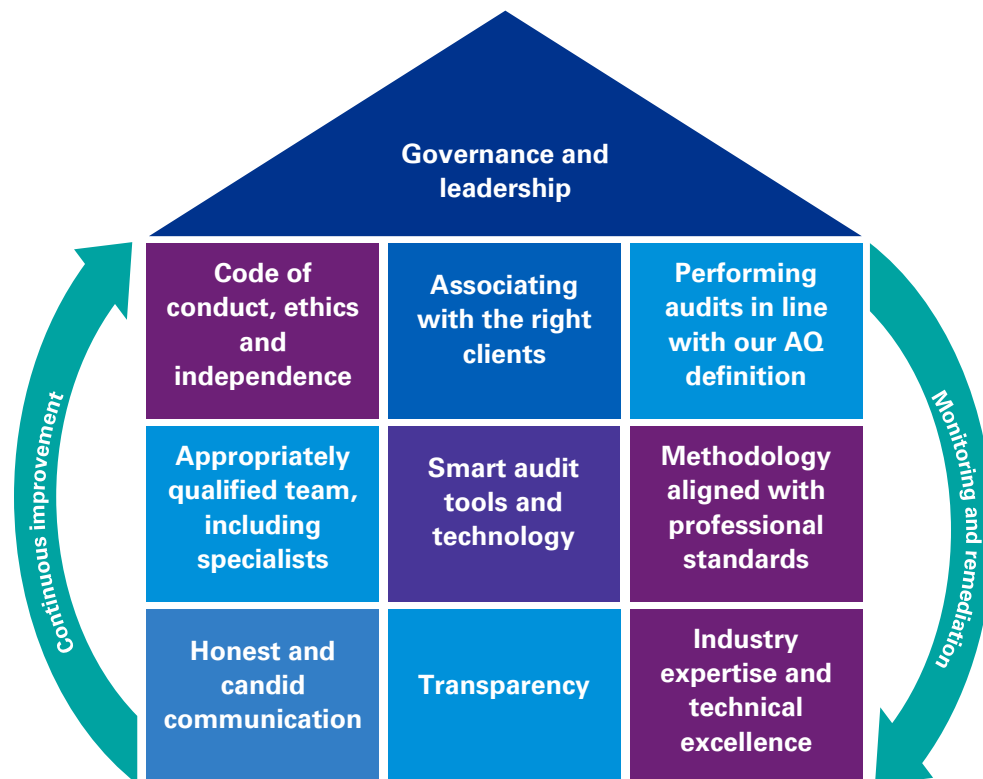 Governance and
leadership
Code of
conduct, ethics
and
independence
Associating
with the right
clients
Performing
audits in line
with our AQ
definition
Appropriately
qualified team,
including
specialists
Smart audit
tools and
technology
Methodology
aligned with
professional
standards
Honest and
candid
communication
Transparency
Industry
expertise and
technical
excellence
Continuous improvement
Monitoring and remediation